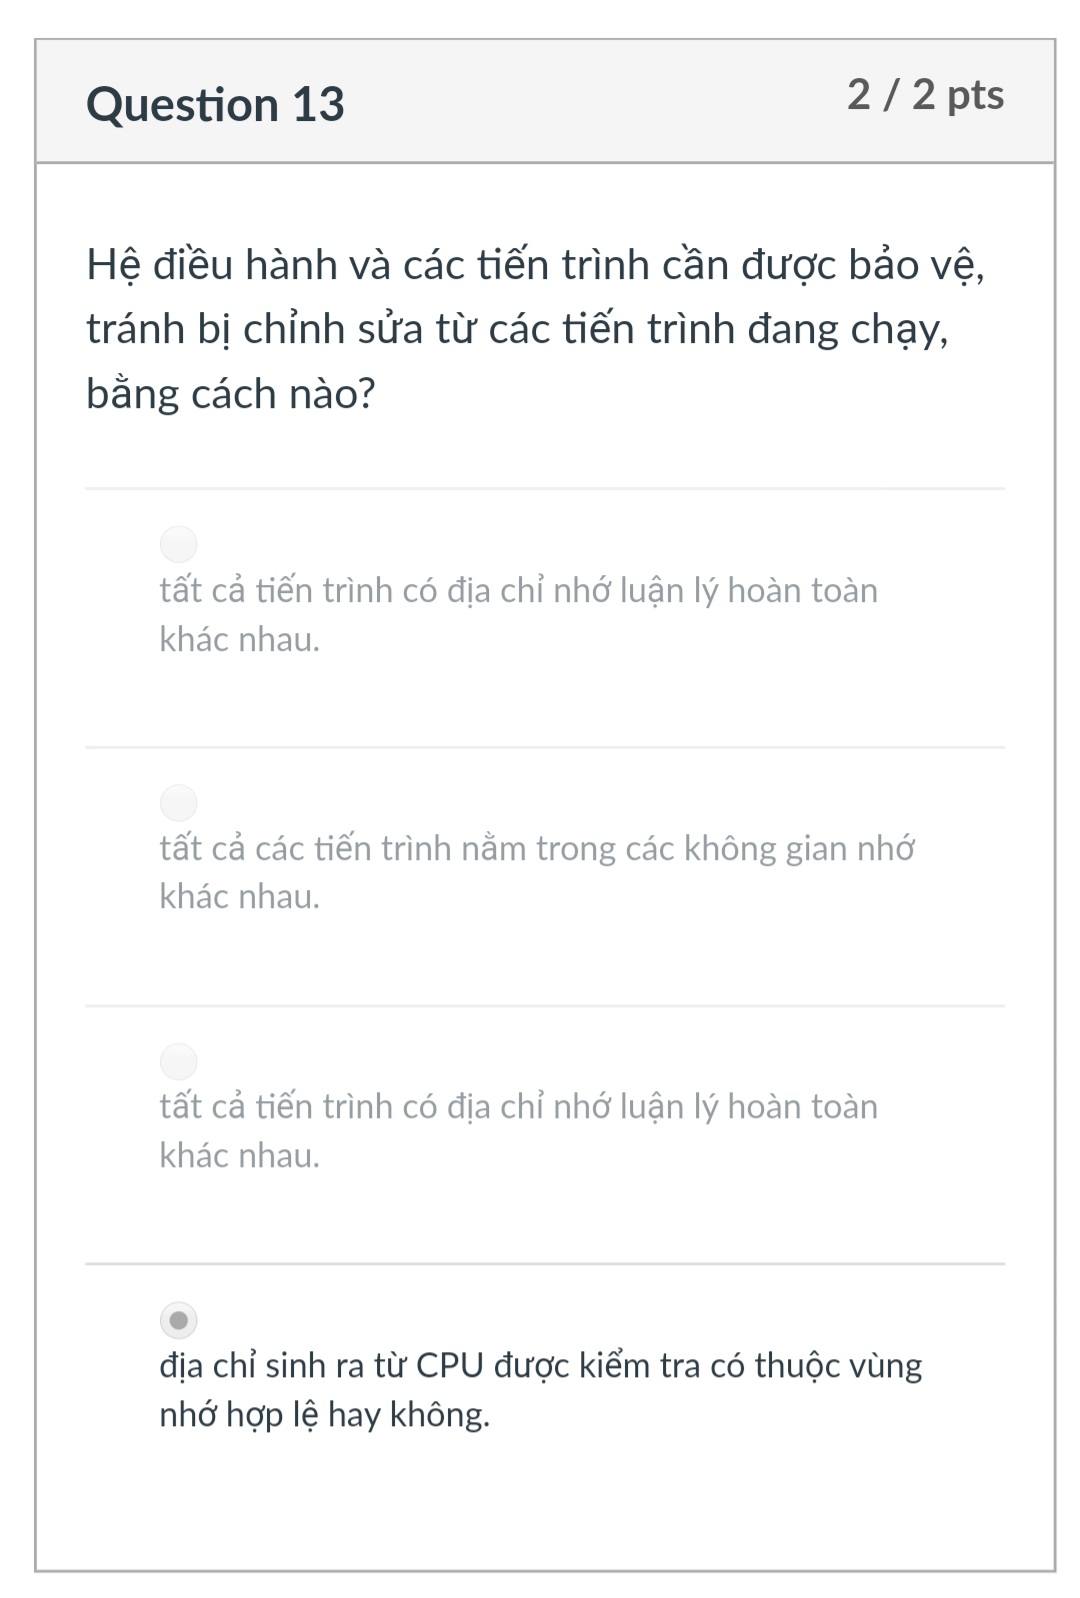 Question 13
2 / 2 pts
Hệ điều hành và các tiến trình cần được bảo vệ,
tránh bị chỉnh sửa từ các tiến trình đang chạy,
bằng cách nào?
tất cả tiến trình có địa chỉ nhớ luận lý hoàn toàn
khác nhau.
tất cả các tiến trình nằm trong các không gian nhớ
khác nhau.
tất cả tiến trình có địa chỉ nhớ luận lý hoàn toàn
khác nhau.
địa chỉ sinh ra từ CPU được kiểm tra có thuộc vùng
nhớ hợp lệ hay không.